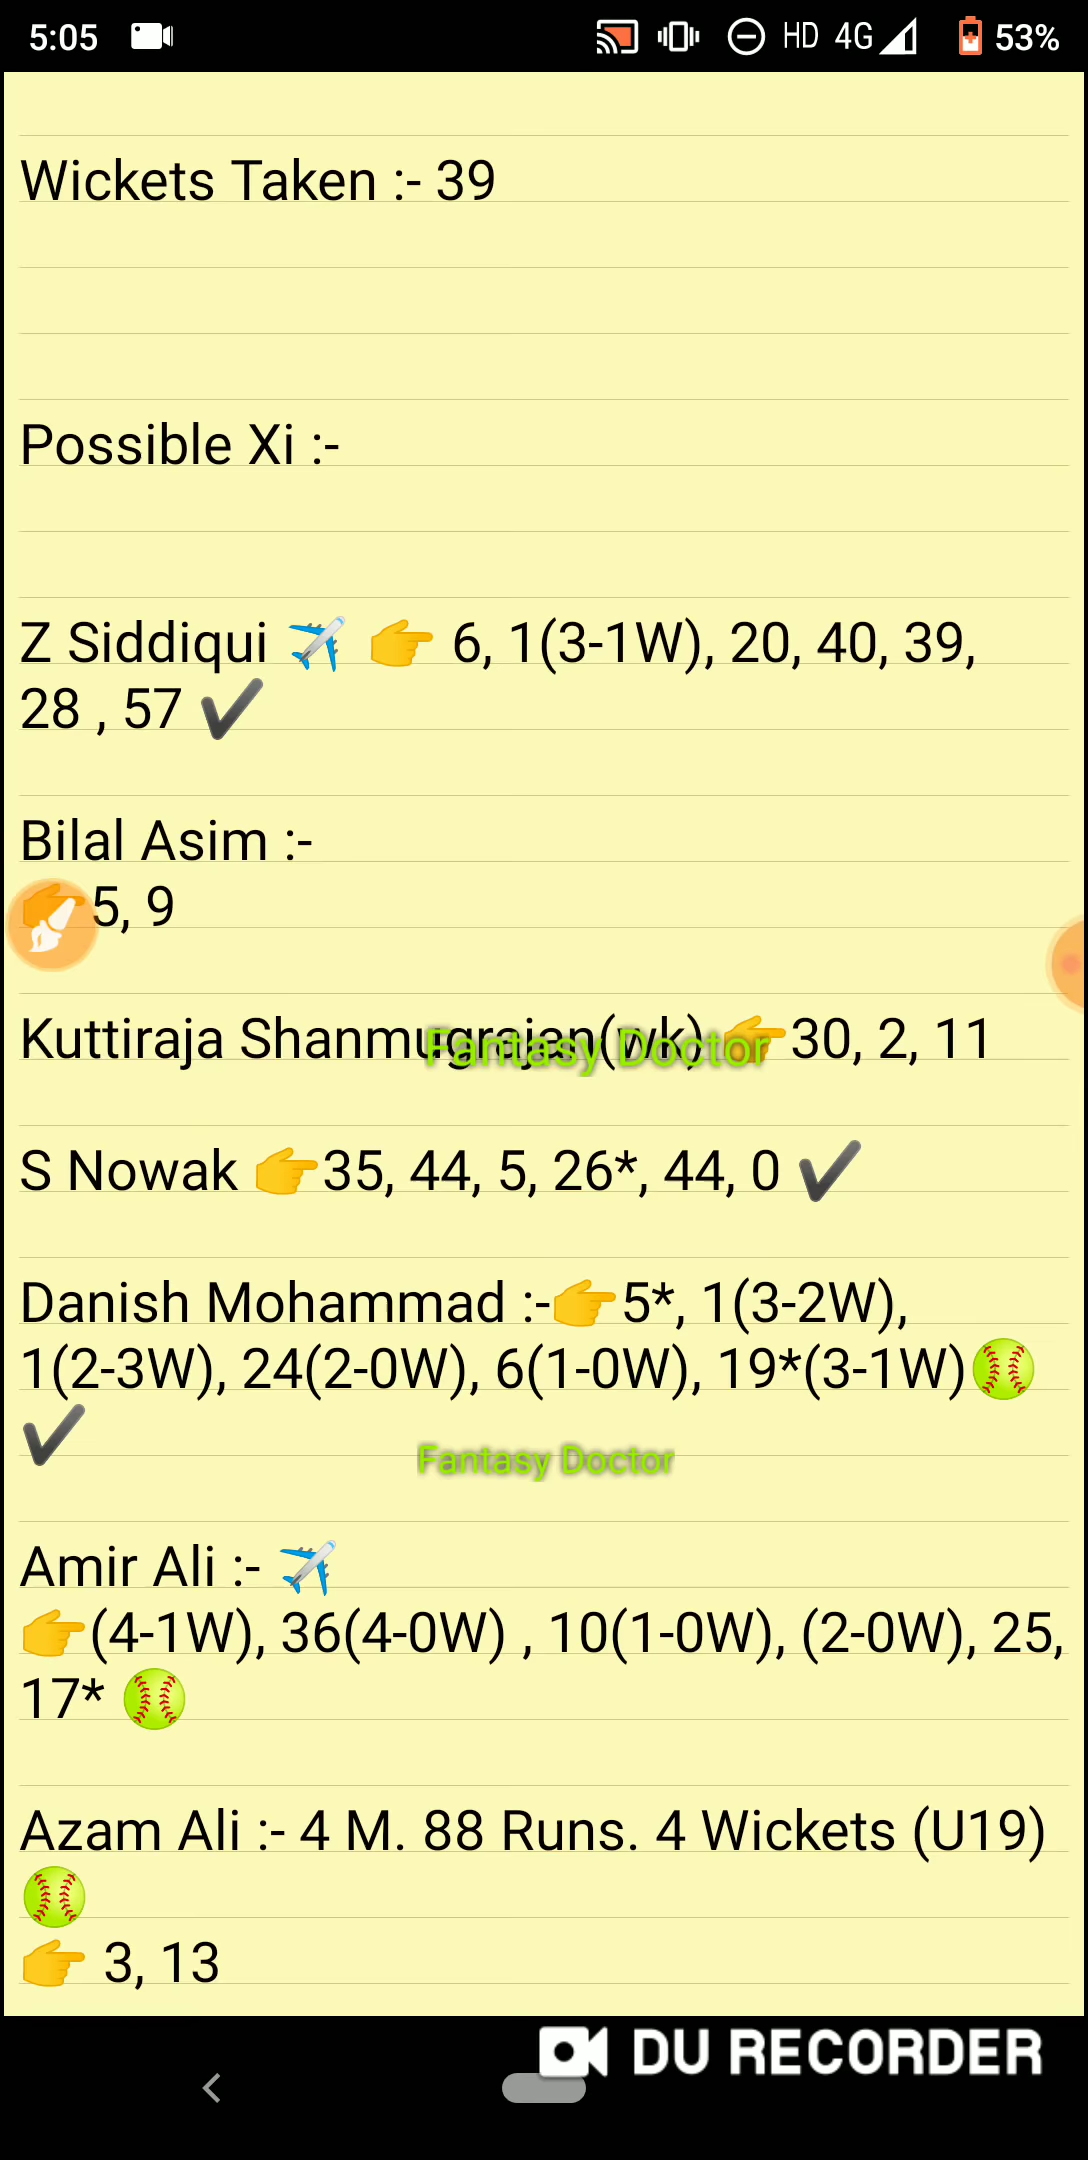 5:05 HD 4G 53%
Wickets Taken :- 39
Possible Xi :-
Z Siddiqui ✈️ 👉 6, 1(3-1W), 20, 40, 39,
28 , 57 ✔️
Bilal Asim :-
👉5, 9
Kuttiraja Shanmugrajan(wk) 👉30, 2, 11
Fantasy Doctor
S Nowak 👉35, 44, 5, 26*, 44, 0 ✔️
Danish Mohammad :-👉5*, 1(3-2W),
1(2-3W), 24(2-0W), 6(1-0W), 19*(3-1W)🥎
✔️
Fantasy Doctor
Amir Ali :- ✈️
👉(4-1W), 36(4-0W) , 10(1-0W), (2-0W), 25,
17* 🥎
Azam Ali :- 4 M. 88 Runs. 4 Wickets (U19)
🥎
👉 3, 13
DU RECORDER